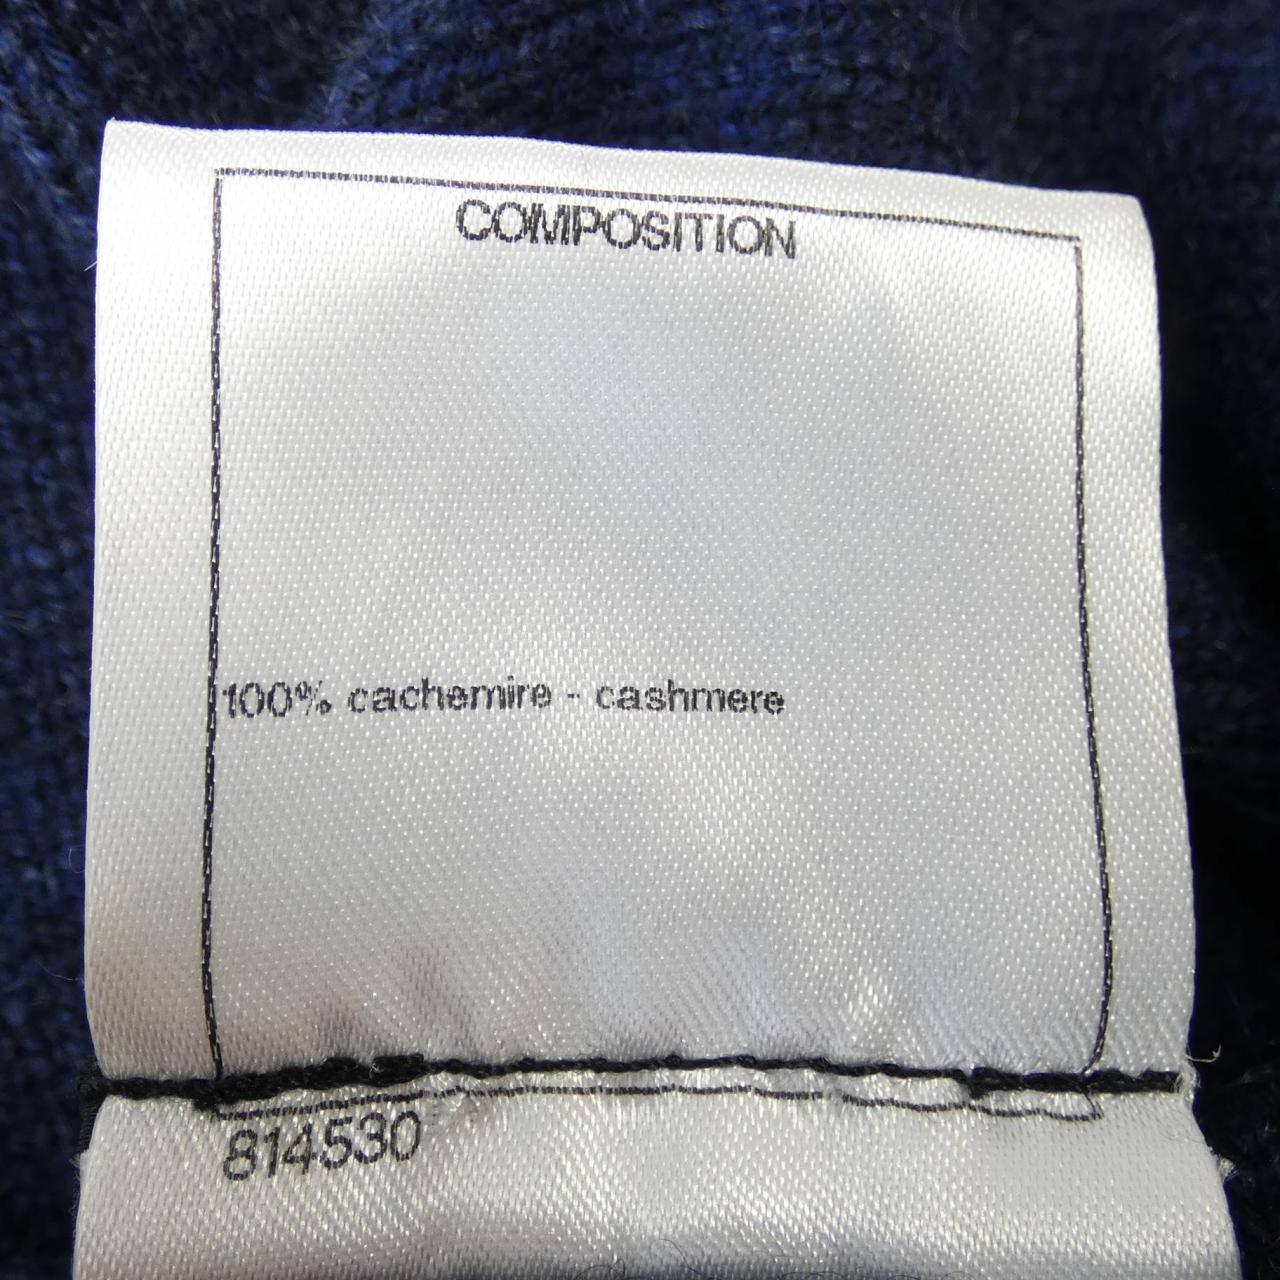 COMPOSITION
100% cachemire - cashmere
814530